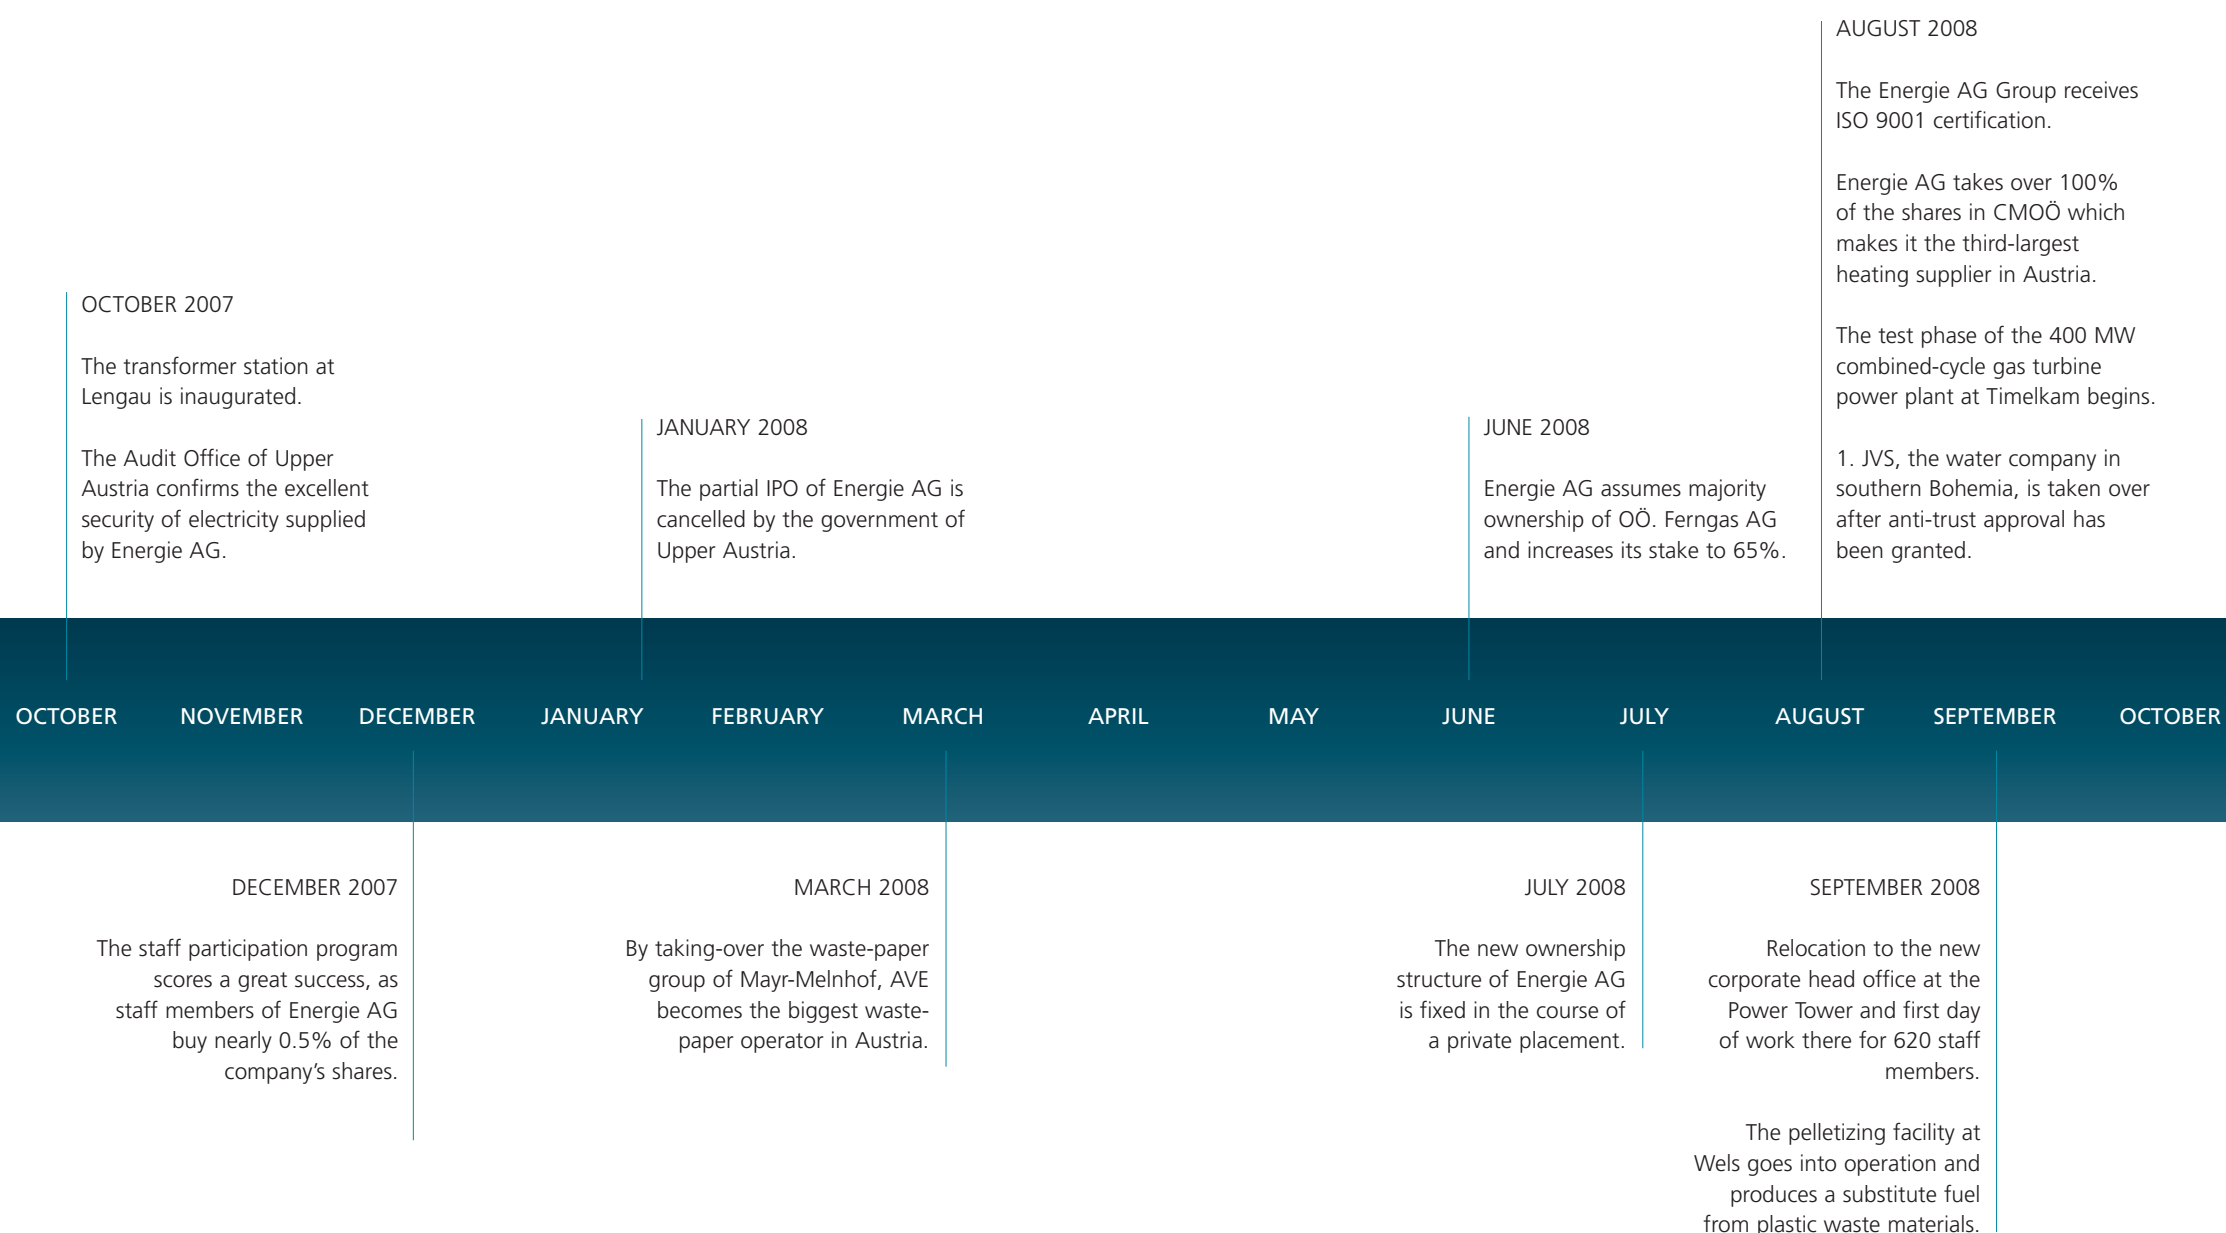 AUGUST 2008
The Energie AG Group receives
ISO 9001 certification.
Energie AG takes over 100%
of the shares in CMOÖ which
makes it the third-largest
heating supplier in Austria.
The test phase of the 400 MW
combined-cycle gas turbine
power plant at Timelkam begins.
1. JVS, the water company in
southern Bohemia, is taken over
after anti-trust approval has
been granted.
OCTOBER 2007
The transformer station at
Lengau is inaugurated.
The Audit Office of Upper
Austria confirms the excellent
security of electricity supplied
by Energie AG.
JANUARY 2008
The partial IPO of Energie AG is
cancelled by the government of
Upper Austria.
JUNE 2008
Energie AG assumes majority
ownership of OÖ. Ferngas AG
and increases its stake to 65%.
OCTOBER NOVEMBER DECEMBER JANUARY FEBRUARY MARCH APRIL MAY JUNE JULY AUGUST SEPTEMBER OCTOBER
DECEMBER 2007
The staff participation program
scores a great success, as
staff members of Energie AG
buy nearly 0.5% of the
company’s shares.
MARCH 2008
By taking-over the waste-paper
group of Mayr-Melnhof, AVE
becomes the biggest waste-
paper operator in Austria.
JULY 2008
The new ownership
structure of Energie AG
is fixed in the course of
a private placement.
SEPTEMBER 2008
Relocation to the new
corporate head office at the
Power Tower and first day
of work there for 620 staff
members.
The pelletizing facility at
Wels goes into operation and
produces a substitute fuel
from plastic waste materials.